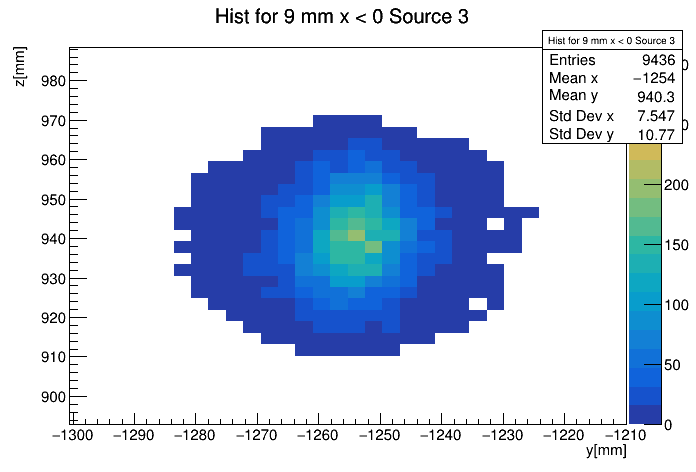 Hist for 9 mm x < 0 Source 3
z[mm]
Hist for 9 mm x < 0 Source 3
Entries 9436
Mean x −1254
Mean y 940.3
Std Dev x 7.547
Std Dev y 10.77
980
970
960
950
940
930
920
910
900
0
0
200
150
100
50
0
−1300 −1290 −1280 −1270 −1260 −1250 −1240 −1230 −1220 −1210
y[mm]